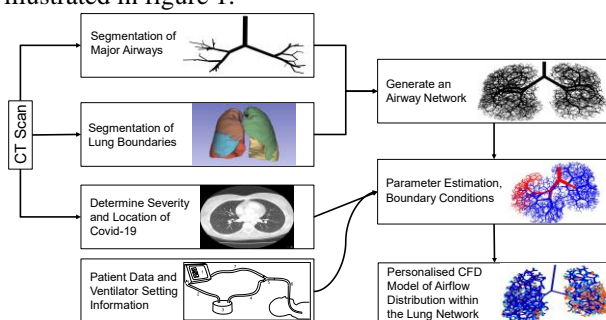 illustrated in figure 1.
CT Scan
Segmentation of
Major Airways
Segmentation of
Lung Boundaries
Determine Severity
and Location of
Covid-19
Patient Data and
Ventilator Setting
Information
Generate an
Airway Network
Parameter Estimation,
Boundary Conditions
Personalised CFD
Model of Airflow
Distribution within
the Lung Network